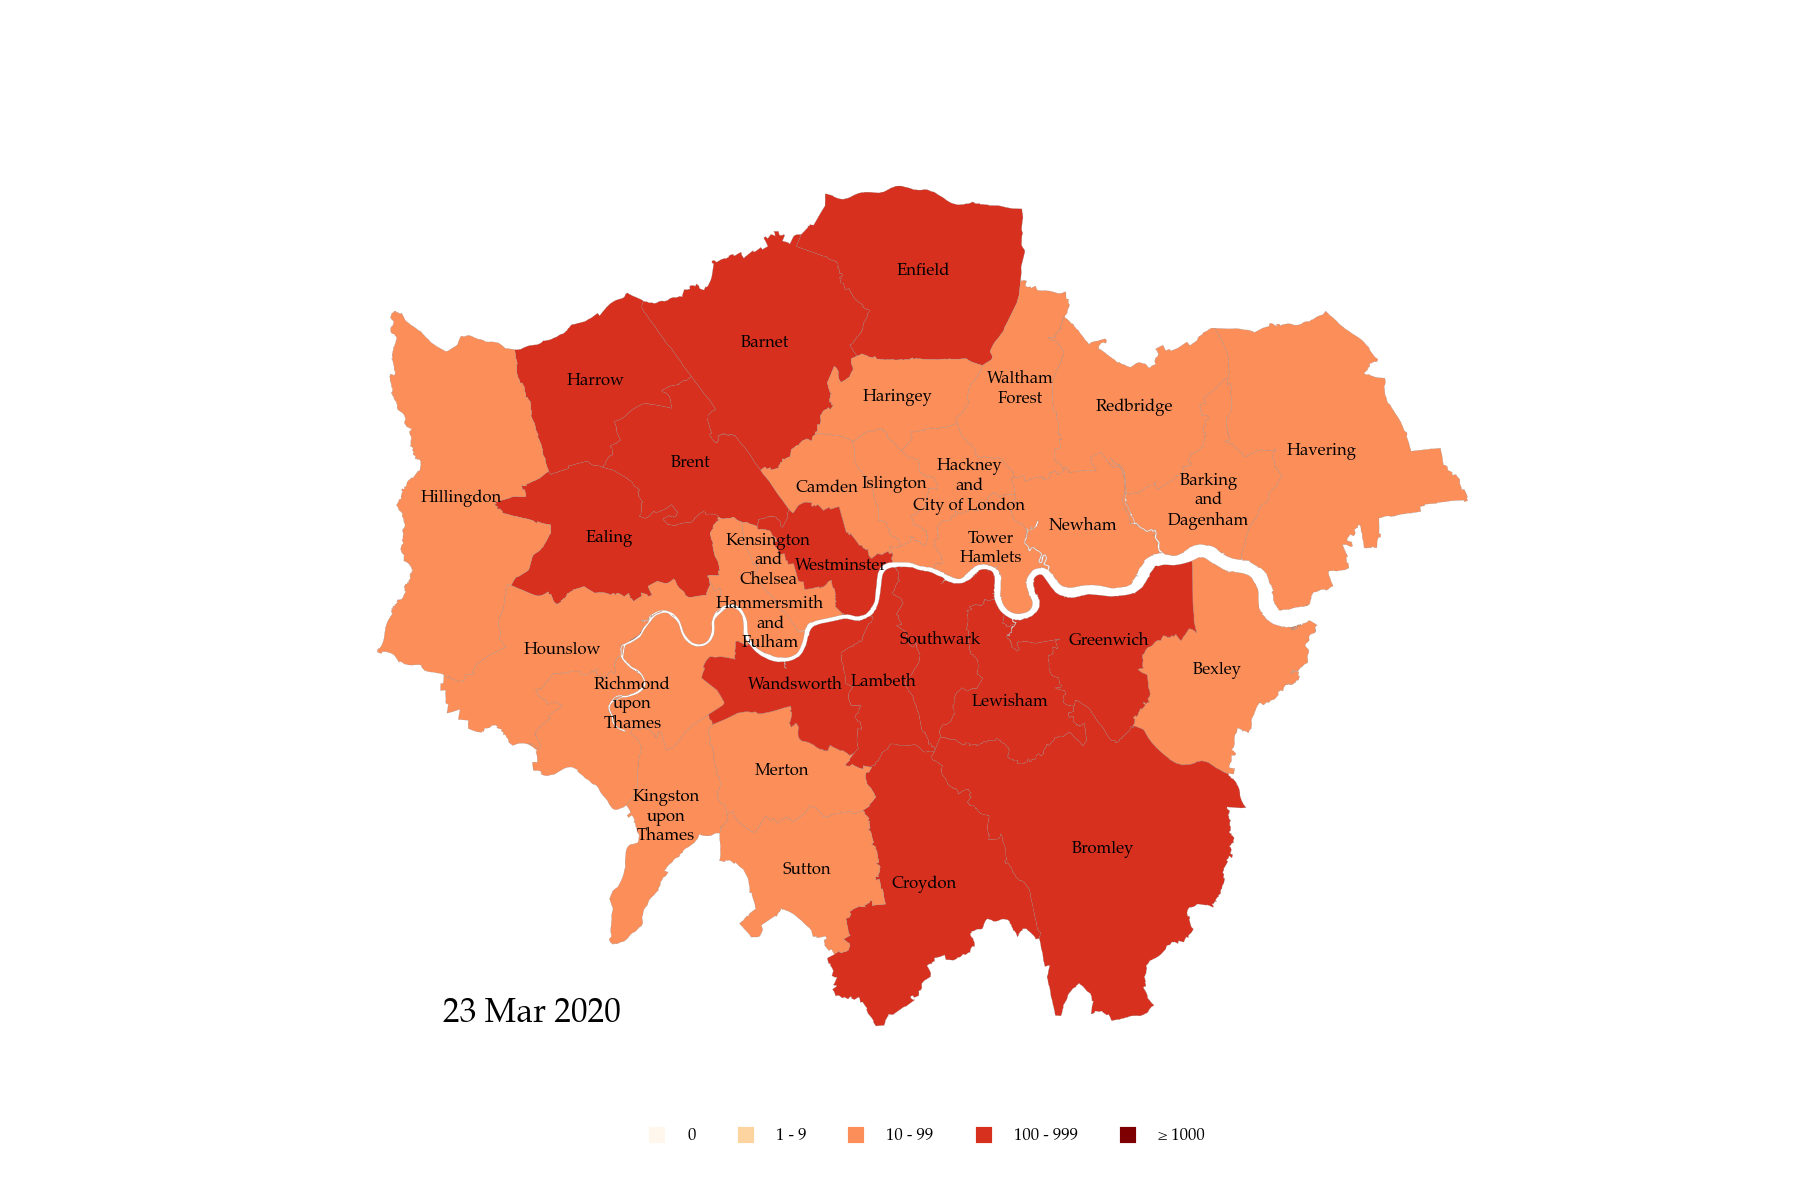 Enfield
Barnet
Harrow
Waltham
Forest
Haringey
Redbridge
Havering
Brent
Hackney
and
City of London
Camden
Islington
Barking
and
Dagenham
Hillingdon
Newham
Ealing
Kensington
and
Chelsea
Tower
Hamlets
Westminster
Hammersmith
and
Fulham
Hounslow
Southwark
Greenwich
Bexley
Richmond
upon
Thames
Wandsworth
Lambeth
Lewisham
Merton
Kingston
upon
Thames
Bromley
Sutton
Croydon
23 Mar 2020
0 1 - 9 10 - 99 100 - 999 ≥ 1000